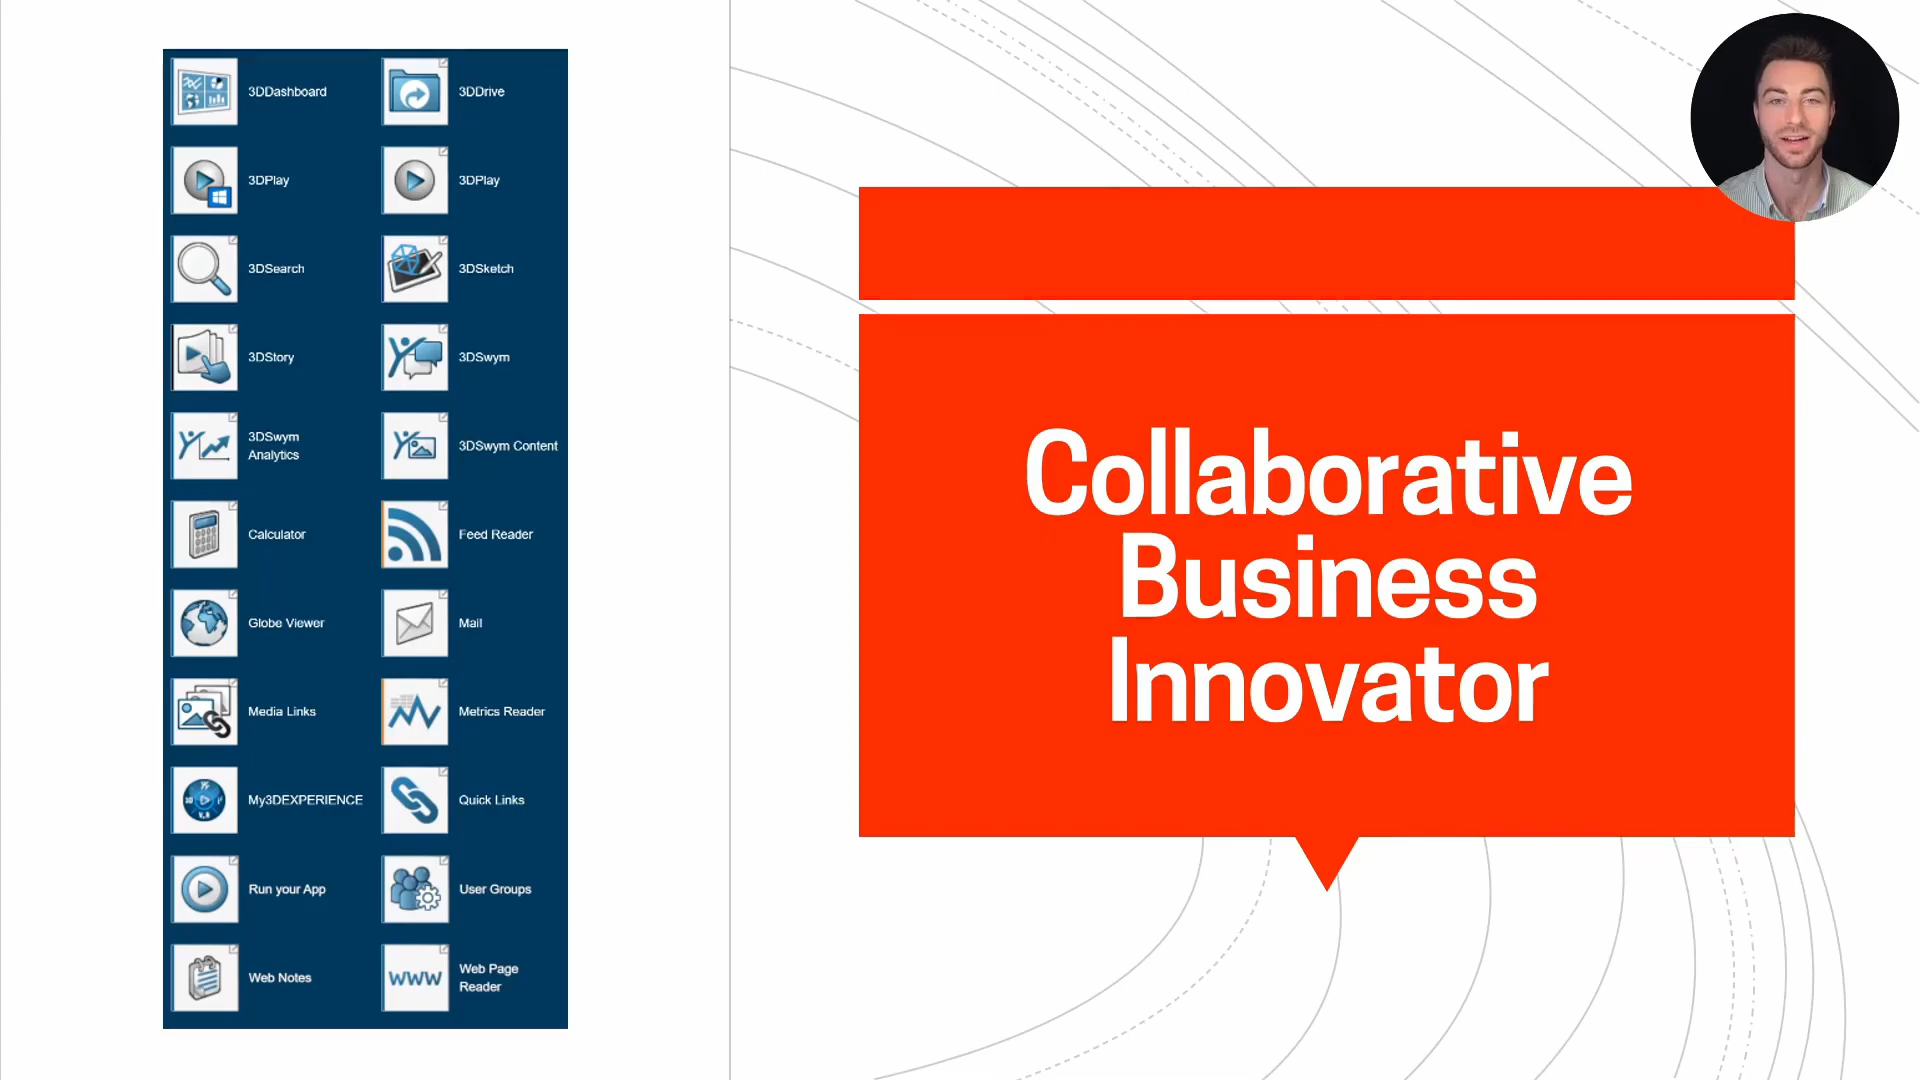 3DDashboard
3DDrive
3DPlay
3DPlay
3DSearch
3DSketch
3DStory
3DSwym
3DSwym
Analytics
3DSwym Content
Calculator
Feed Reader
Globe Viewer
Mail
Media Links
Metrics Reader
My3DEXPERIENCE
Quick Links
Run your App
User Groups
Web Notes
www
Web Page
Reader
Collaborative
Business
Innovator